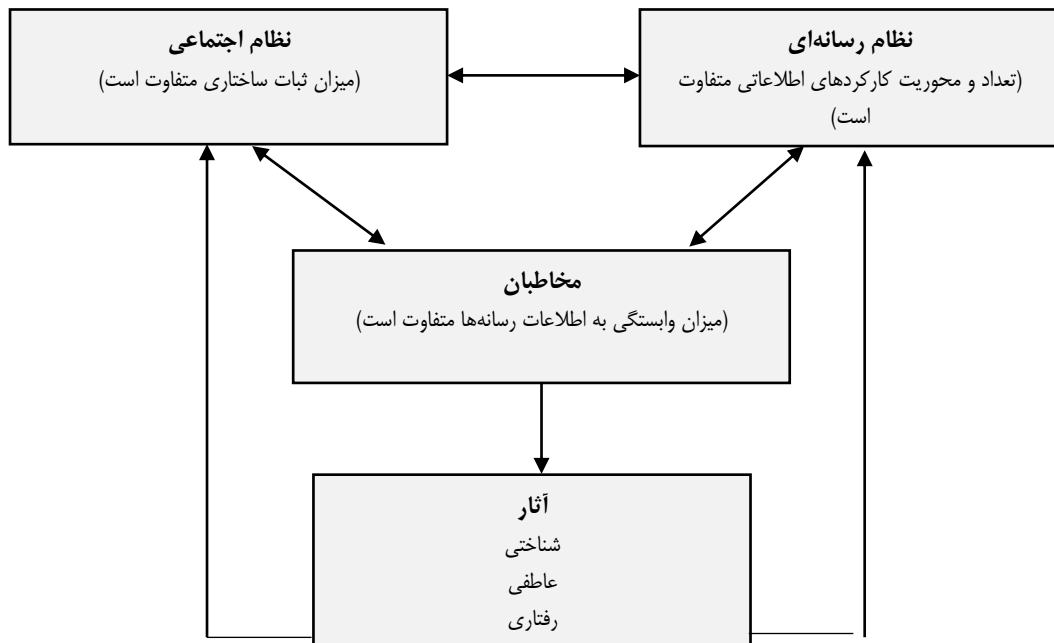 نظام رسانه‌ای
(تعداد و محوریت کارکردهای اطلاعاتی متفاوت
است)
نظام اجتماعی
(میزان ثبات ساختاری متفاوت است)
مخاطبان
(میزان وابستگی به اطلاعات رسانه‌ها متفاوت است)
آثار
شناختی
عاطفی
رفتاری